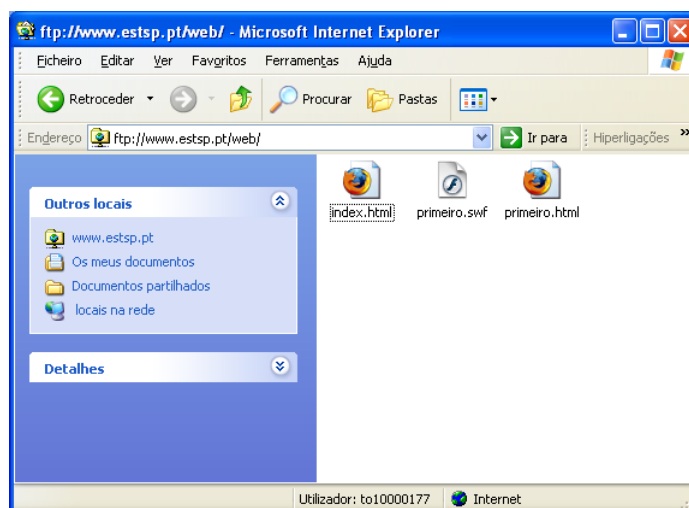 ftp://www.estsp.pt/web/ - Microsoft Internet Explorer
Ficheiro Editar Ver Favoritos Ferramentas Ajuda
Retroceder Procurar Pastas
Endereço ftp://www.estsp.pt/web/ Ir para Hiperligações »
Outros locais
www.estsp.pt
Os meus documentos
Documentos partilhados
locais na rede
Detalhes
index.html primeiro.swf primeiro.html
Utilizador: to10000177 Internet